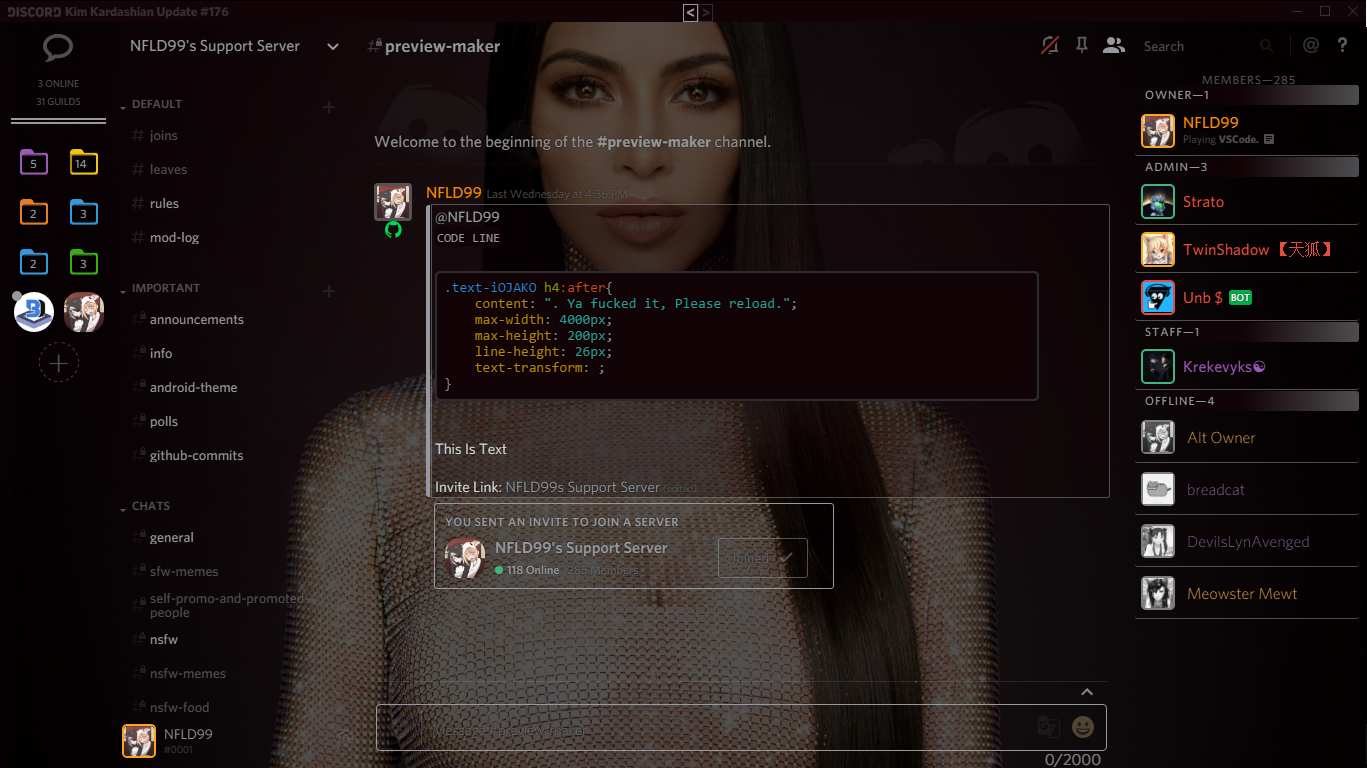 DISCORD Kim Kardashian Update #176
< >
NFLD99's Support Server
#preview-maker
Search
@ ?
3 ONLINE
31 GUILDS
5
14
2
3
2
3
DEFAULT
joins
leaves
rules
mod-log
IMPORTANT
announcements
info
android-theme
polls
github-commits
CHATS
general
sfw-memes
self-promo-and-promoted-
people
nsfw
nsfw-memes
nsfw-food
NFLD99
#0001
Welcome to the beginning of the #preview-maker channel.
NFLD99 Last Wednesday at 4:36 PM
@NFLD99
CODE LINE
.text-iOJAKO h4:after{
content: ". Ya fucked it, Please reload.";
max-width: 4000px;
max-height: 200px;
line-height: 26px;
text-transform: ;
}
This Is Text
Invite Link: NFLD99s Support Server (edited)
YOU SENT AN INVITE TO JOIN A SERVER
NFLD99's Support Server
118 Online 285 Members
Joined
Message #preview-maker
0/2000
MEMBERS—285
OWNER—1
NFLD99
Playing VSCode.
ADMIN—3
Strato
TwinShadow 【天狐】
Unb $ BOT
STAFF—1
Krekevyks☯
OFFLINE—4
Alt Owner
breadcat
DevilsLynAvenged
Meowster Mewt